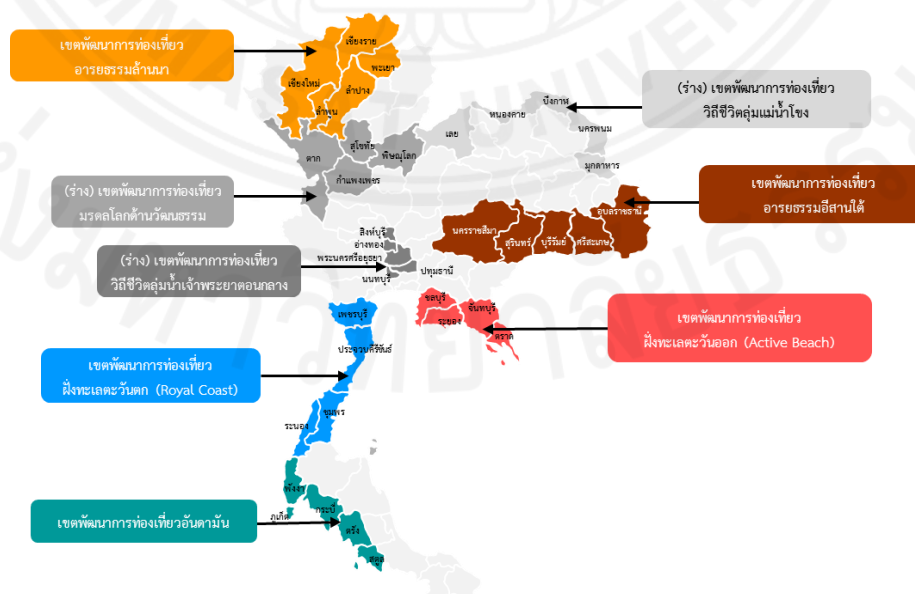 เขตพัฒนาการท่องเที่ยว
อารยธรรมล้านนา
เชียงราย
พะเยา
เชียงใหม่
ลำปาง
ลำพูน
(ร่าง) เขตพัฒนาการท่องเที่ยว
วิถีชีวิตลุ่มแม่น้ำโขง
บึงกาฬ
หนองคาย
เลย
นครพนม
มุกดาหาร
สุโขทัย
ตาก
พิษณุโลก
กำแพงเพชร
(ร่าง) เขตพัฒนาการท่องเที่ยว
มรดกโลกด้านวัฒนธรรม
เขตพัฒนาการท่องเที่ยว
อารยธรรมอีสานใต้
อุบลราชธานี
นครราชสีมา
สุรินทร์
บุรีรัมย์
ศรีสะเกษ
สิงห์บุรี
อ่างทอง
พระนครศรีอยุธยา
นนทบุรี
ปทุมธานี
(ร่าง) เขตพัฒนาการท่องเที่ยว
วิถีชีวิตลุ่มน้ำเจ้าพระยาตอนกลาง
ชลบุรี
จันทบุรี
ระยอง
ตราด
เขตพัฒนาการท่องเที่ยว
ฝั่งทะเลตะวันออก (Active Beach)
เพชรบุรี
ประจวบคีรีขันธ์
เขตพัฒนาการท่องเที่ยว
ฝั่งทะเลตะวันตก (Royal Coast)
ชุมพร
ระนอง
พังงา
ภูเก็ต
กระบี่
ตรัง
สตูล
เขตพัฒนาการท่องเที่ยวอันดามัน